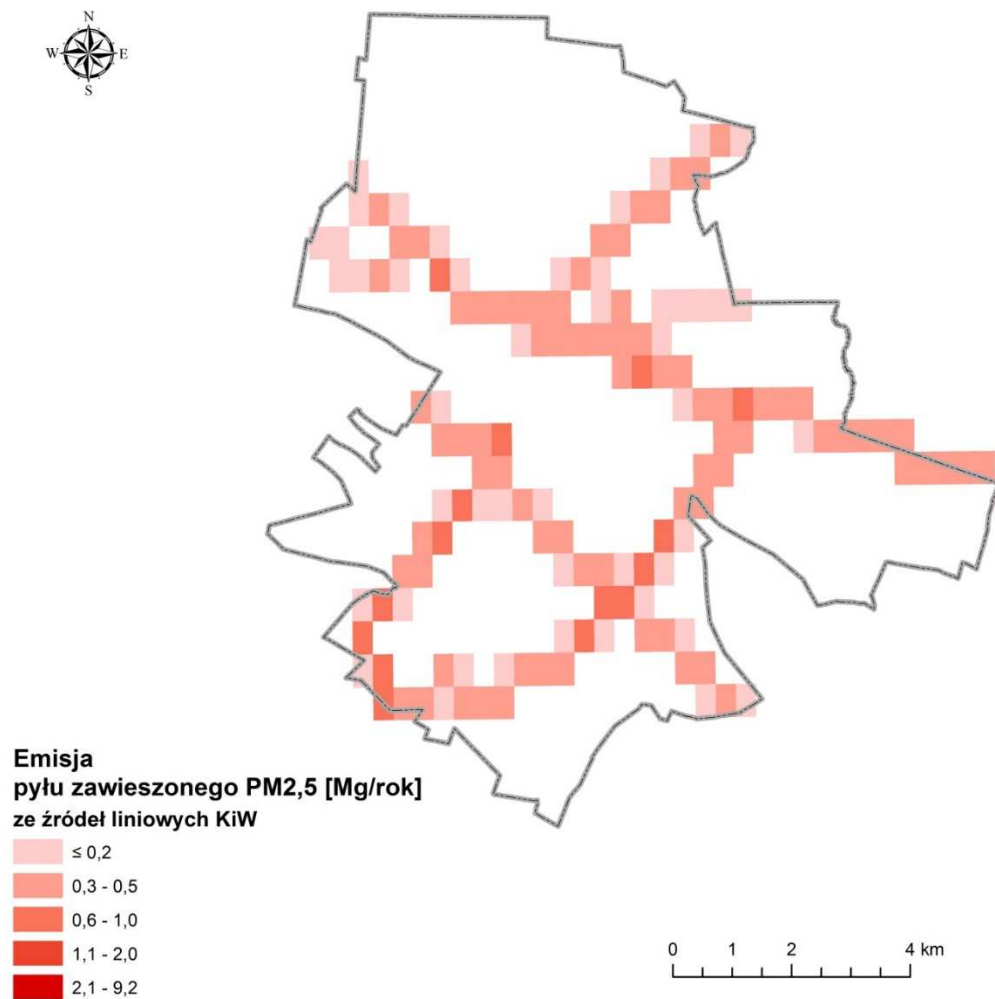 N
W E
S
Emisja
pyłu zawieszonego PM2,5 [Mg/rok]
ze źródeł liniowych KiW
≤ 0,2
0,3 - 0,5
0,6 - 1,0
1,1 - 2,0
2,1 - 9,2
0 1 2 4 km